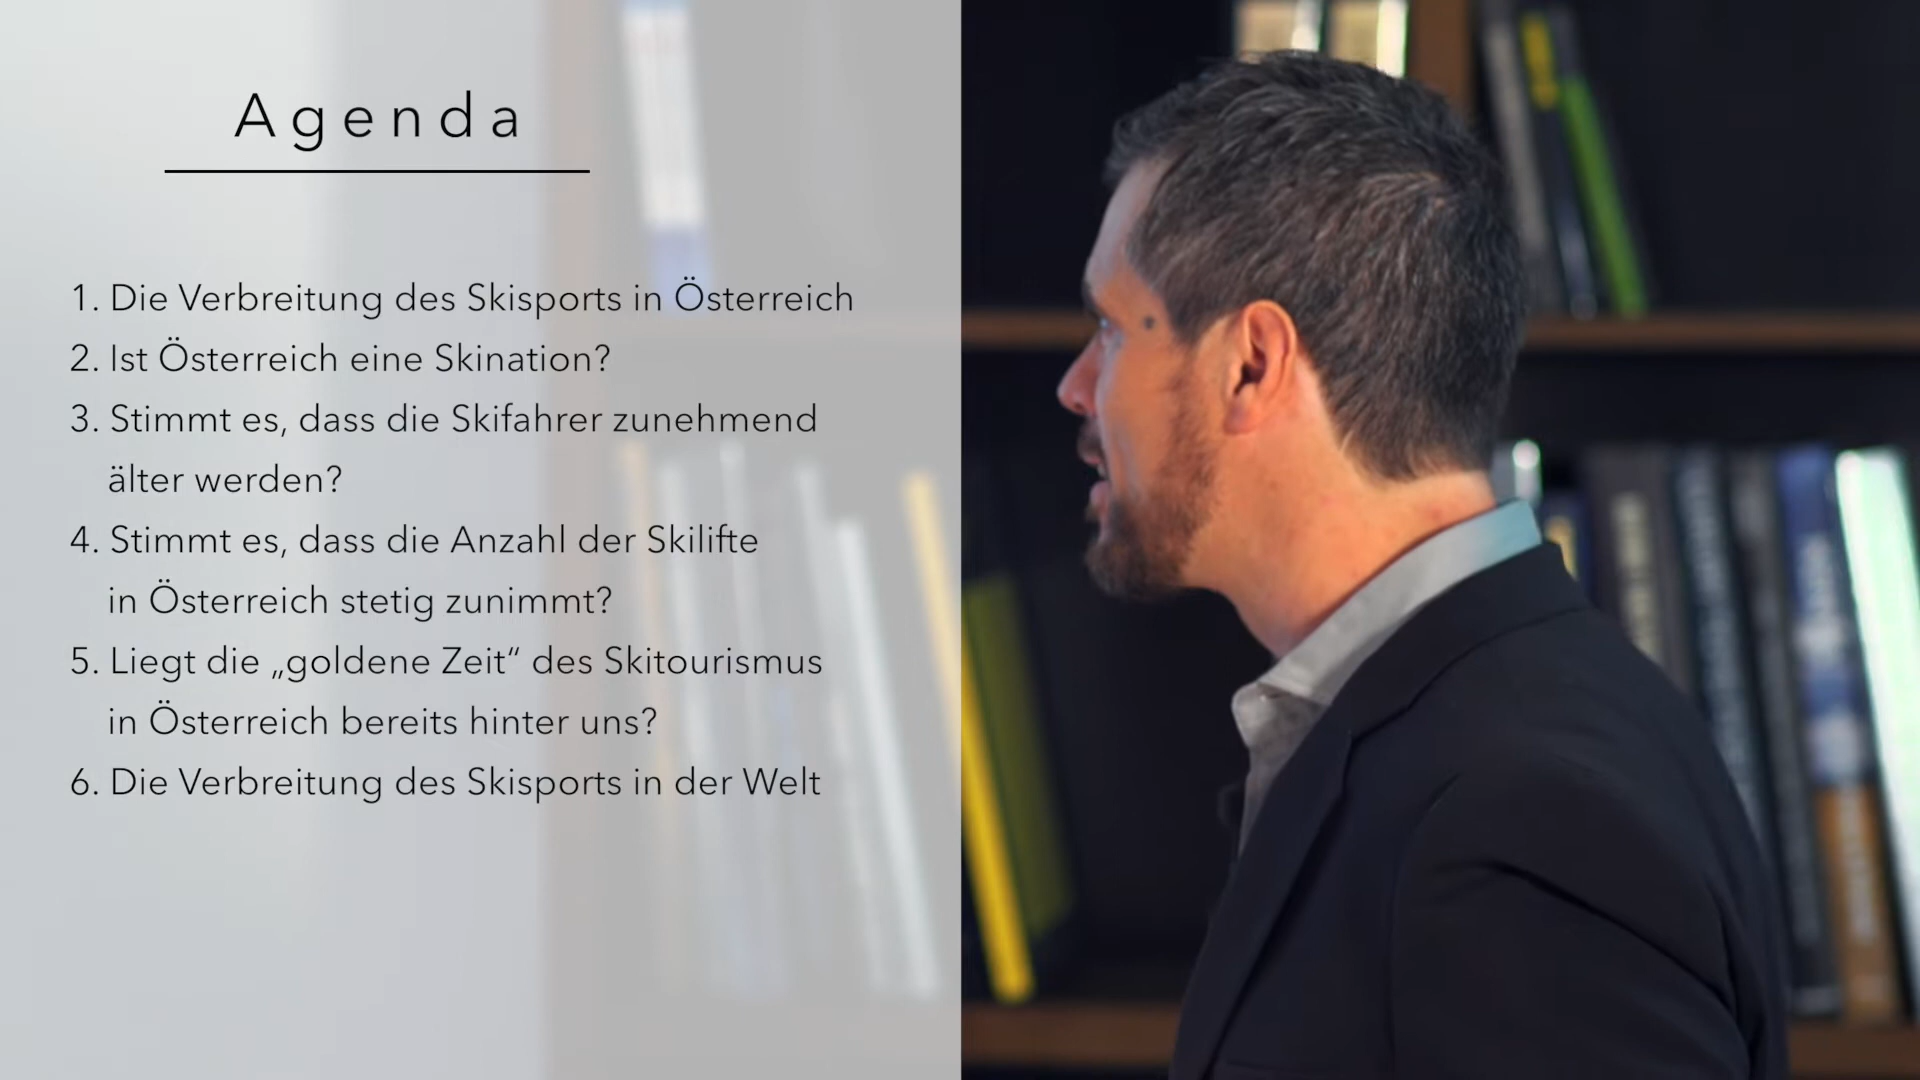 Agenda
1. Die Verbreitung des Skisports in Österreich
2. Ist Österreich eine Skination?
3. Stimmt es, dass die Skifahrer zunehmend
älter werden?
4. Stimmt es, dass die Anzahl der Skilifte
in Österreich stetig zunimmt?
5. Liegt die „goldene Zeit“ des Skitourismus
in Österreich bereits hinter uns?
6. Die Verbreitung des Skisports in der Welt